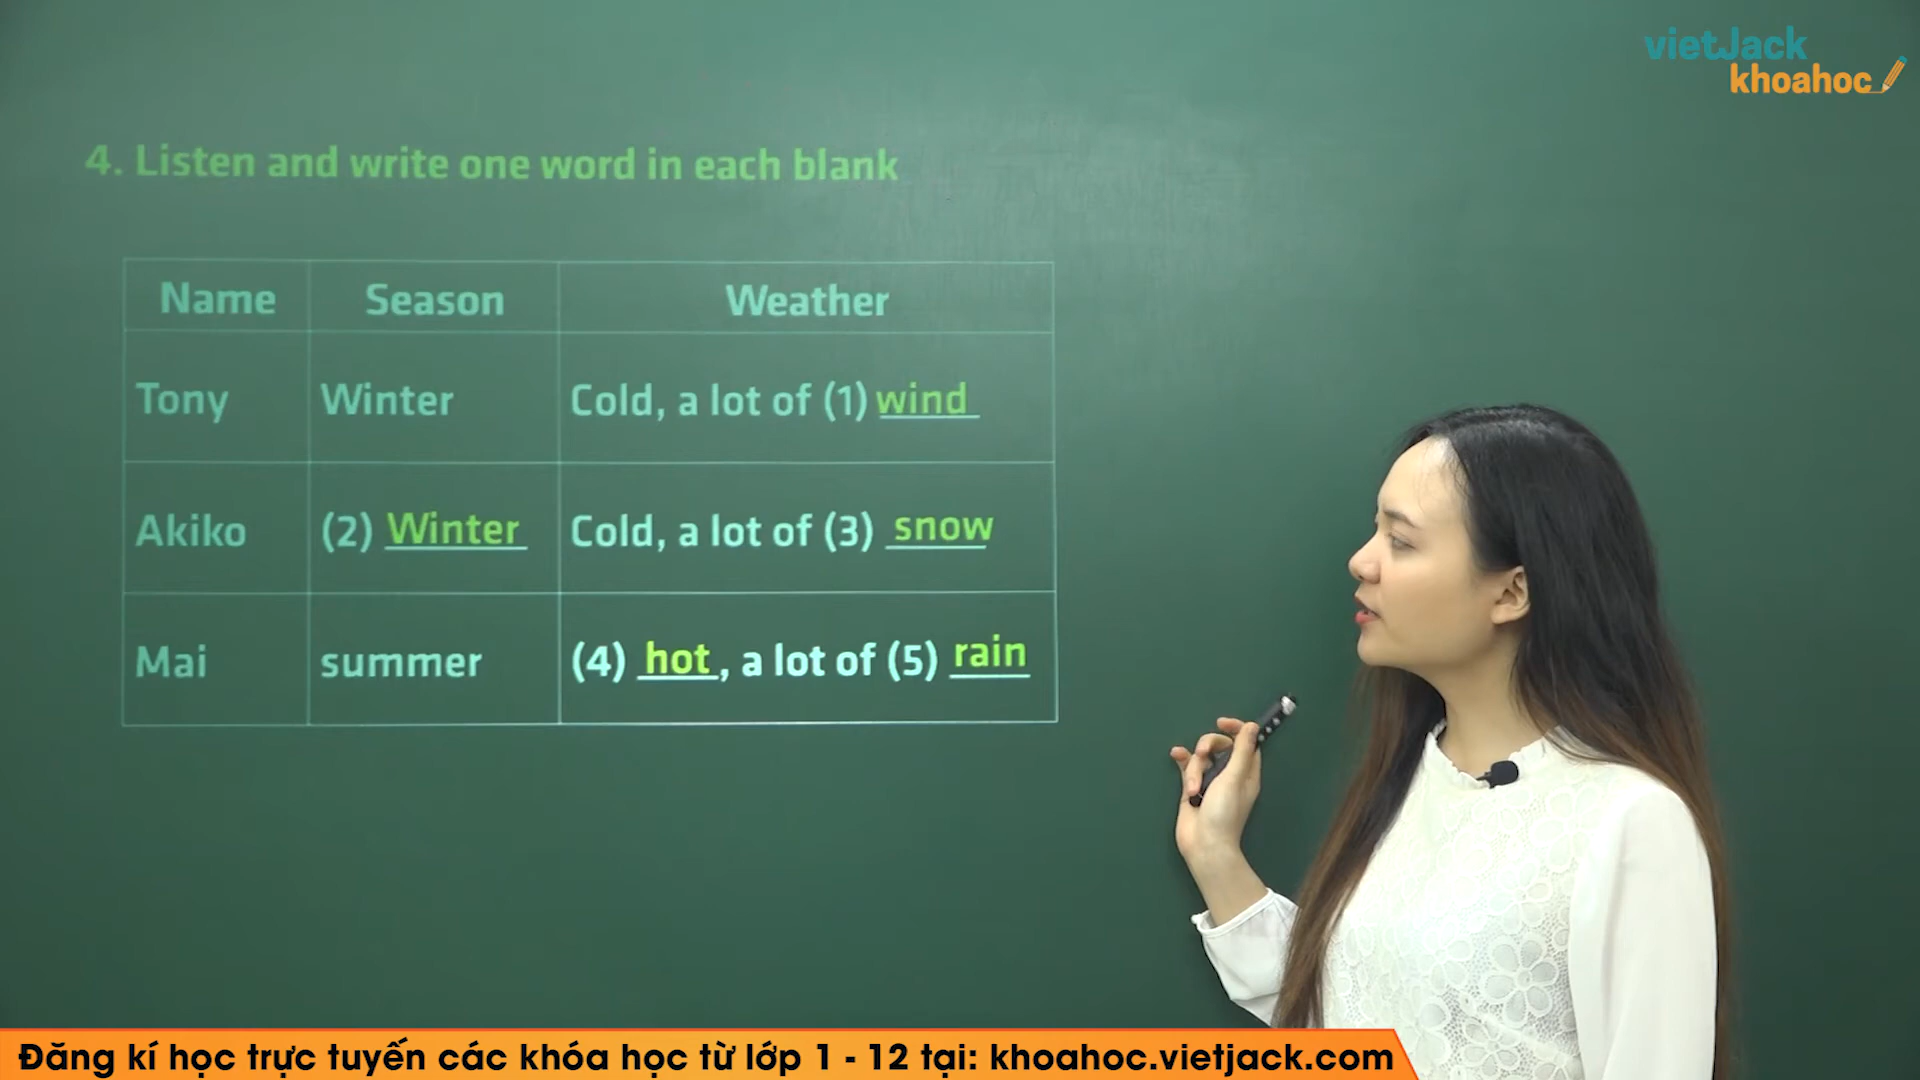 vietJack
khoahoc
4. Listen and write one word in each blank
Name Season Weather
Tony Winter Cold, a lot of (1) wind
Akiko (2) Winter Cold, a lot of (3) snow
Mai summer (4) hot, a lot of (5) rain
Đăng kí học trực tuyến các khóa học từ lớp 1 - 12 tại: khoahoc.vietjack.com